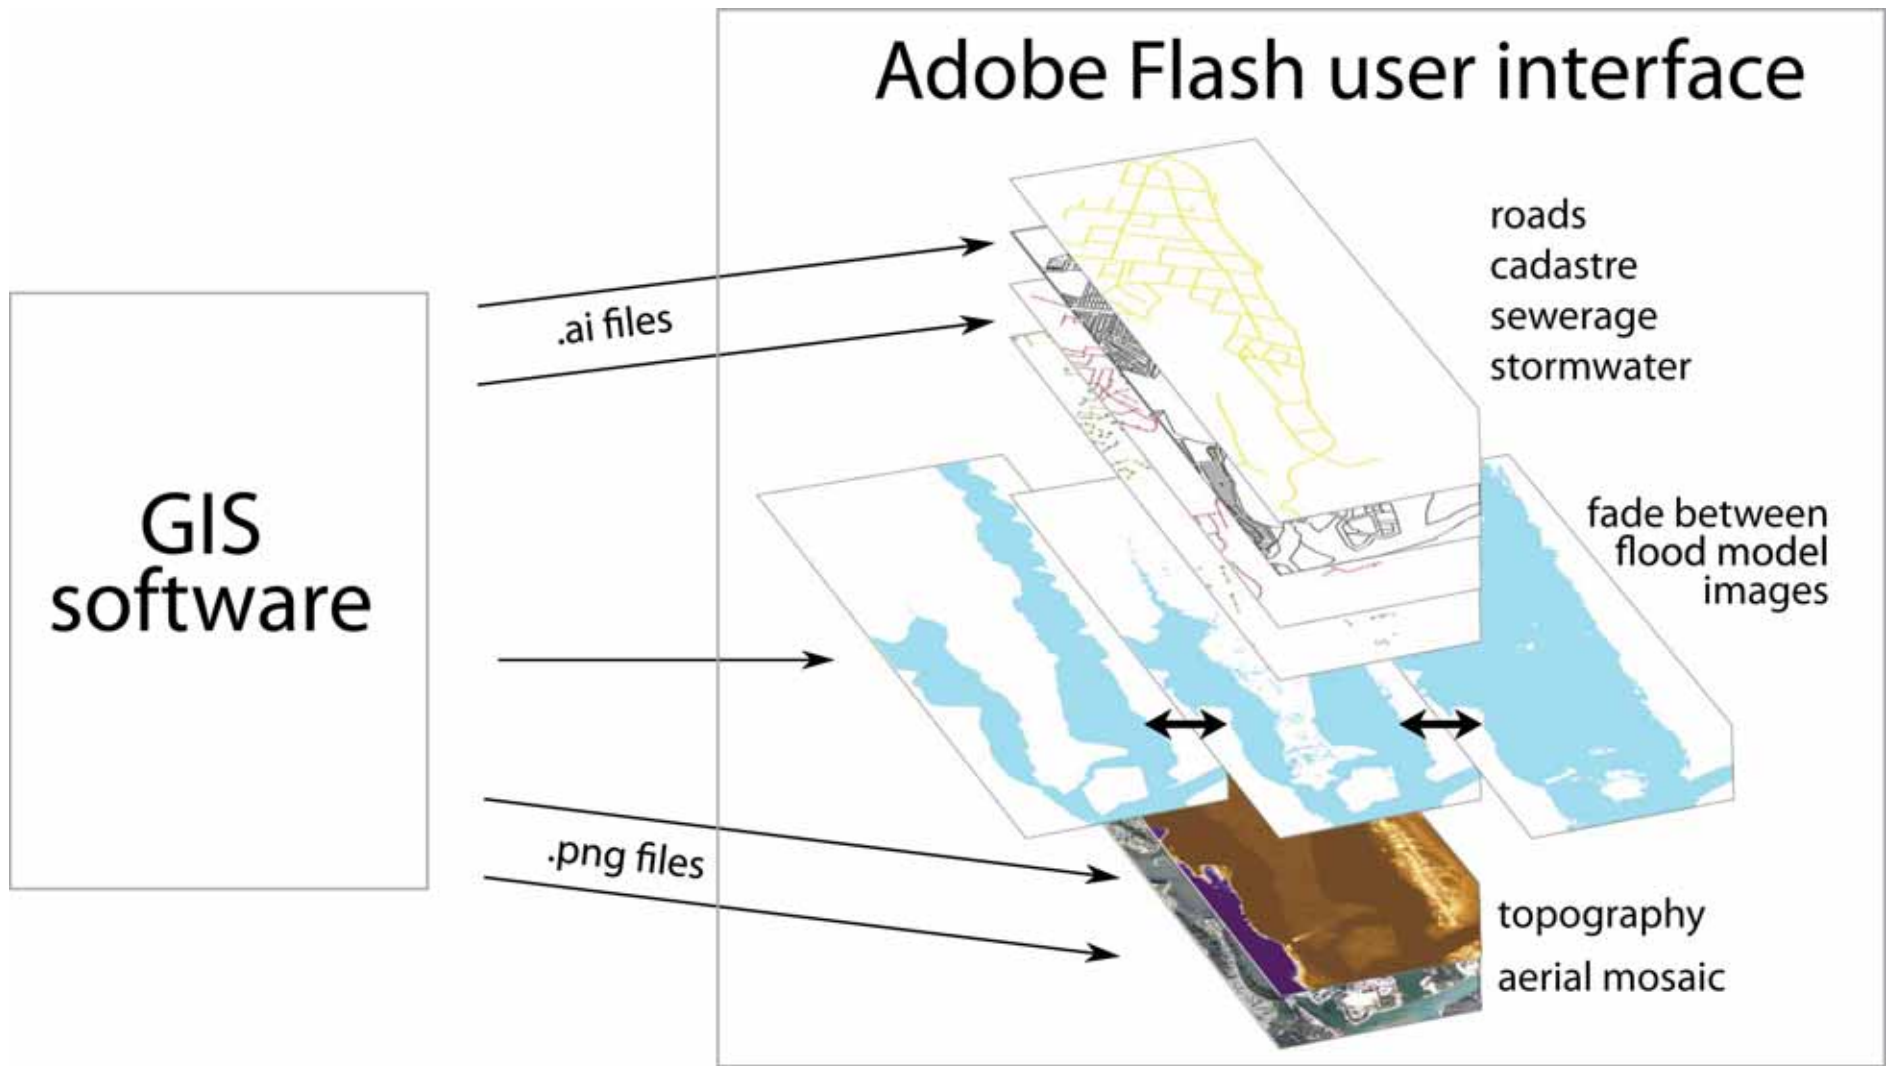 Adobe Flash user interface
roads
cadastre
sewerage
stormwater
.ai files
GIS
software
fade between
flood model
images
.png files
topography
aerial mosaic